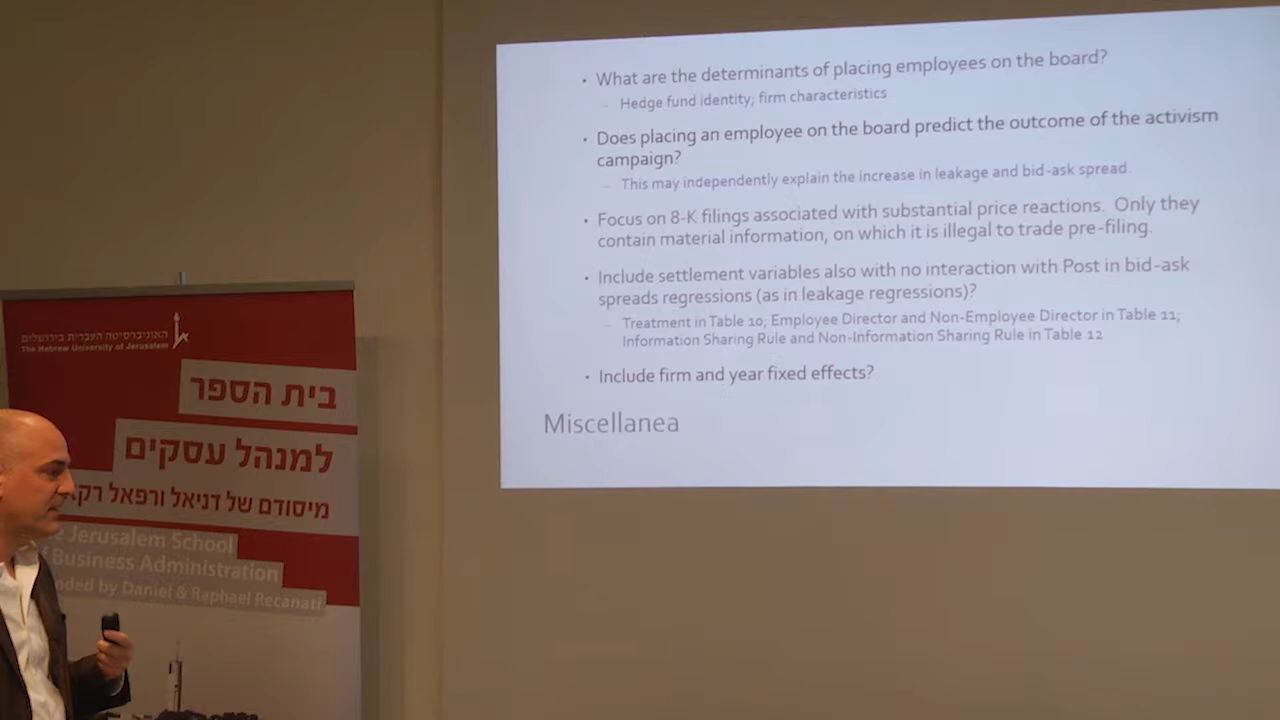 What are the determinants of placing employees on the board?
Hedge fund identity; firm characteristics
Does placing an employee on the board predict the outcome of the activism
campaign?
This may independently explain the increase in leakage and bid-ask spread.
Focus on 8-K filings associated with substantial price reactions. Only they
contain material information, on which it is illegal to trade pre-filing.
Include settlement variables also with no interaction with Post in bid-ask
spreads regressions (as in leakage regressions)?
Treatment in Table 10; Employee Director and Non-Employee Director in Table 11;
Information Sharing Rule and Non-Information Sharing Rule in Table 12
Include firm and year fixed effects?
Miscellanea
האוניברסיטה העברית בירושלים
The Hebrew University of Jerusalem
בית הספר
למנהל עסקים
מיסודם של דניאל ורפאל
Jerusalem School
Business Administration
by Daniel & Raphael Recanati